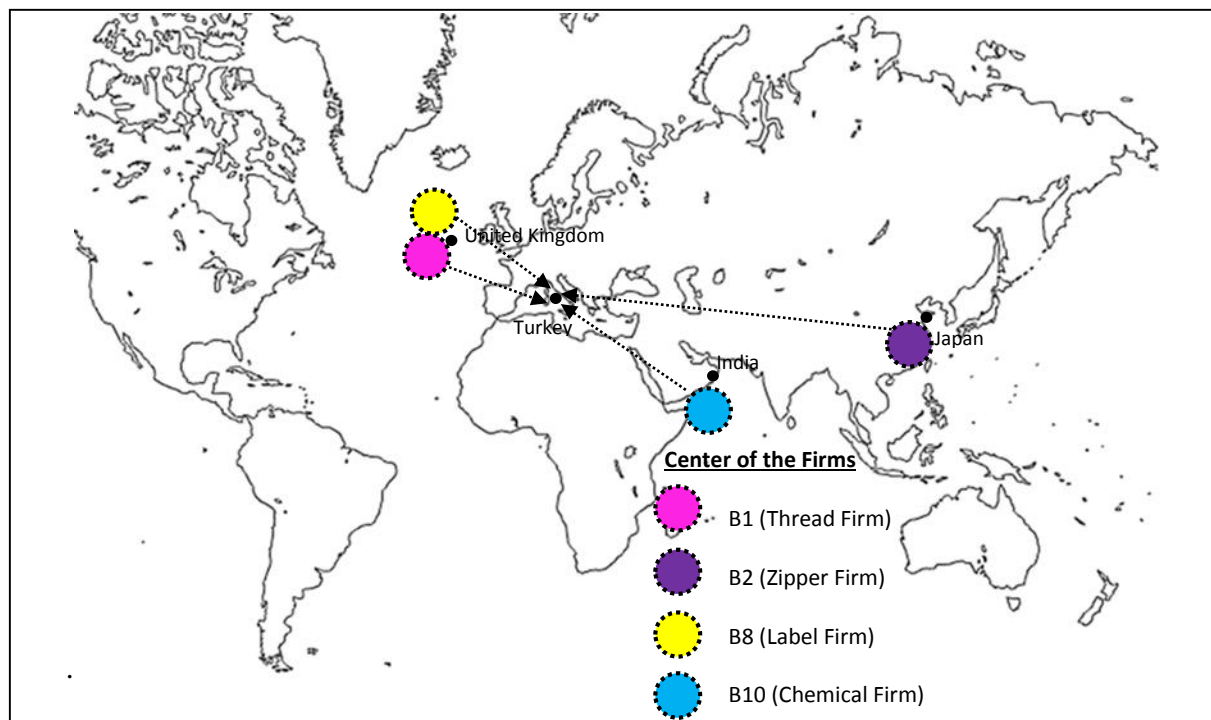 United Kingdom
Turkey
Japan
India
Center of the Firms
B1 (Thread Firm)
B2 (Zipper Firm)
B8 (Label Firm)
B10 (Chemical Firm)